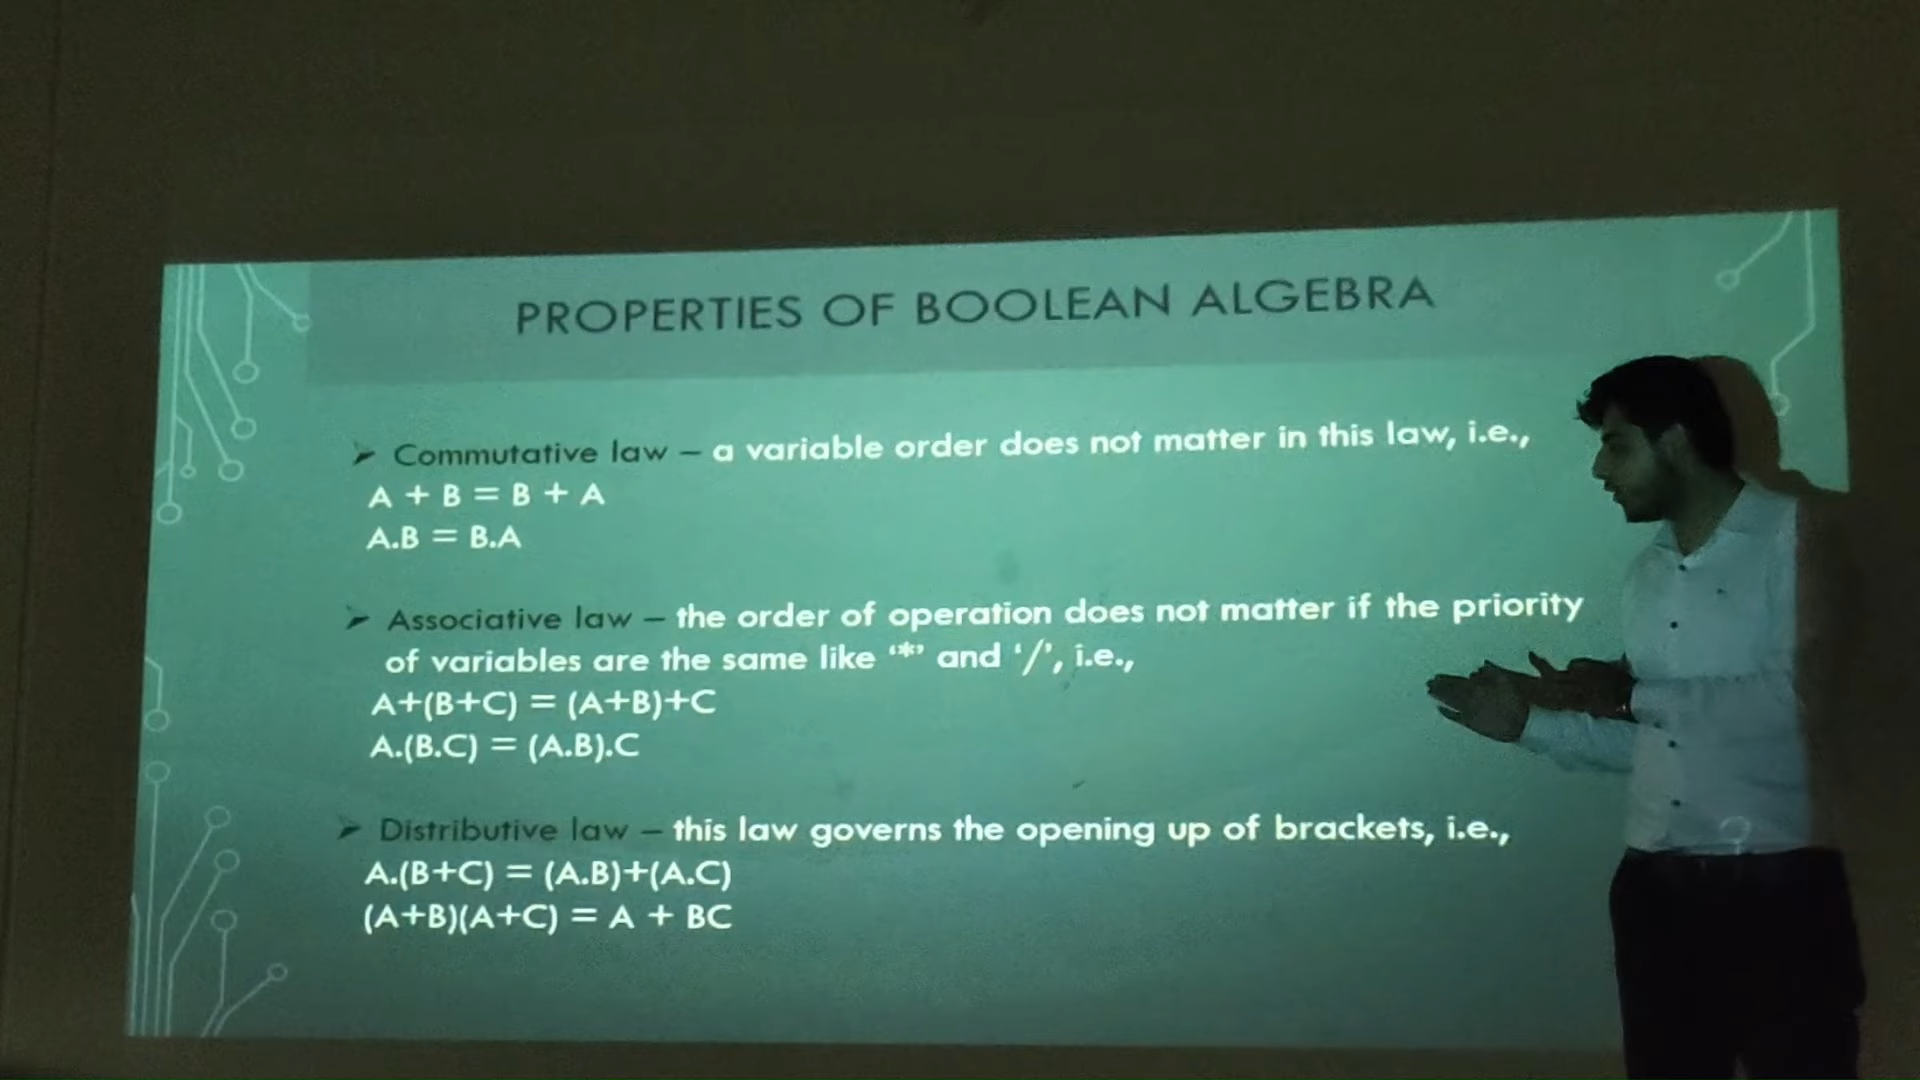 PROPERTIES OF BOOLEAN ALGEBRA
➤ Commutative law – a variable order does not matter in this law, i.e.,
A + B = B + A
A.B = B.A
➤ Associative law – the order of operation does not matter if the priority
of variables are the same like ‘*’ and ‘/’, i.e.,
A+(B+C) = (A+B)+C
A.(B.C) = (A.B).C
➤ Distributive law – this law governs the opening up of brackets, i.e.,
A.(B+C) = (A.B)+(A.C)
(A+B)(A+C) = A + BC